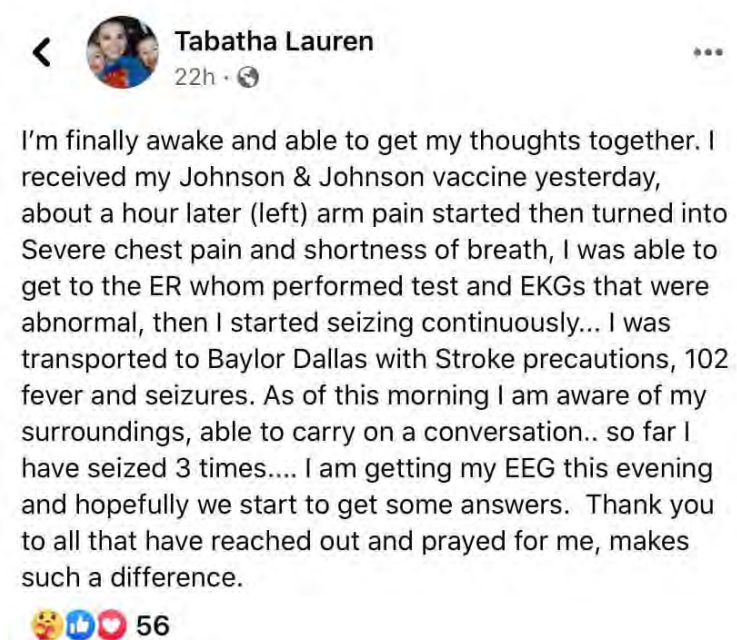 Tabatha Lauren
22h ·
I'm finally awake and able to get my thoughts together. I
received my Johnson & Johnson vaccine yesterday,
about a hour later (left) arm pain started then turned into
Severe chest pain and shortness of breath, I was able to
get to the ER whom performed test and EKGs that were
abnormal, then I started seizing continuously... I was
transported to Baylor Dallas with Stroke precautions, 102
fever and seizures. As of this morning I am aware of my
surroundings, able to carry on a conversation.. so far I
have seized 3 times.... I am getting my EEG this evening
and hopefully we start to get some answers.  Thank you
to all that have reached out and prayed for me, makes
such a difference.
56